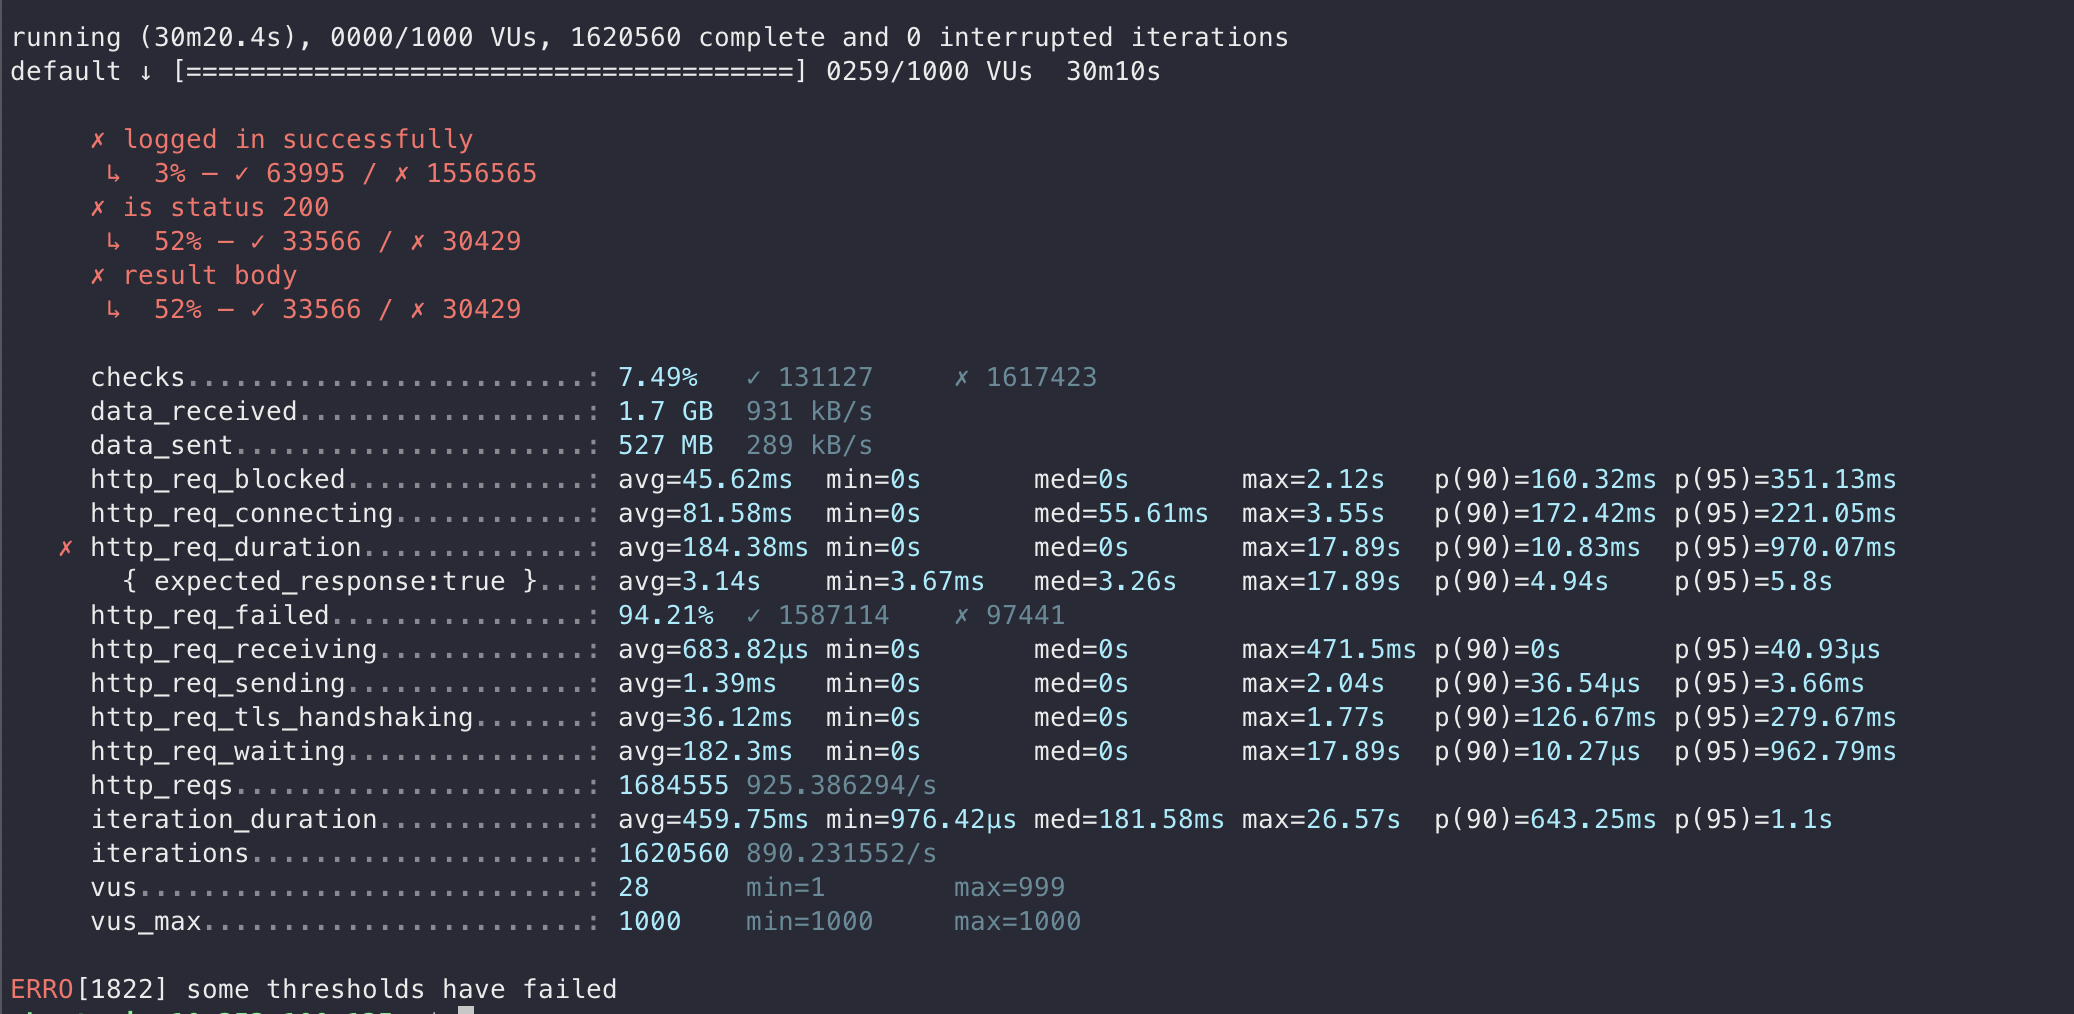 running (30m20.4s), 0000/1000 VUs, 1620560 complete and 0 interrupted iterations
default ↓ [======================================] 0259/1000 VUs  30m10s
✗ logged in successfully
↳  3% — ✓ 63995 / ✗ 1556565
✗ is status 200
↳  52% — ✓ 33566 / ✗ 30429
✗ result body
↳  52% — ✓ 33566 / ✗ 30429
checks.........................: 7.49%   ✓ 131127     ✗ 1617423
data_received..................: 1.7 GB  931 kB/s
data_sent......................: 527 MB  289 kB/s
http_req_blocked...............: avg=45.62ms  min=0s       med=0s       max=2.12s   p(90)=160.32ms p(95)=351.13ms
http_req_connecting............: avg=81.58ms  min=0s       med=55.61ms  max=3.55s   p(90)=172.42ms p(95)=221.05ms
✗ http_req_duration..............: avg=184.38ms min=0s       med=0s       max=17.89s  p(90)=10.83ms  p(95)=970.07ms
{ expected_response:true }...: avg=3.14s    min=3.67ms   med=3.26s    max=17.89s  p(90)=4.94s    p(95)=5.8s
http_req_failed................: 94.21%  ✓ 1587114    ✗ 97441
http_req_receiving.............: avg=683.82µs min=0s       med=0s       max=471.5ms p(90)=0s       p(95)=40.93µs
http_req_sending...............: avg=1.39ms   min=0s       med=0s       max=2.04s   p(90)=36.54µs  p(95)=3.66ms
http_req_tls_handshaking.......: avg=36.12ms  min=0s       med=0s       max=1.77s   p(90)=126.67ms p(95)=279.67ms
http_req_waiting...............: avg=182.3ms  min=0s       med=0s       max=17.89s  p(90)=10.27µs  p(95)=962.79ms
http_reqs......................: 1684555 925.386294/s
iteration_duration.............: avg=459.75ms min=976.42µs med=181.58ms max=26.57s  p(90)=643.25ms p(95)=1.1s
iterations.....................: 1620560 890.231552/s
vus............................: 28      min=1        max=999
vus_max........................: 1000    min=1000     max=1000
ERRO[1822] some thresholds have failed